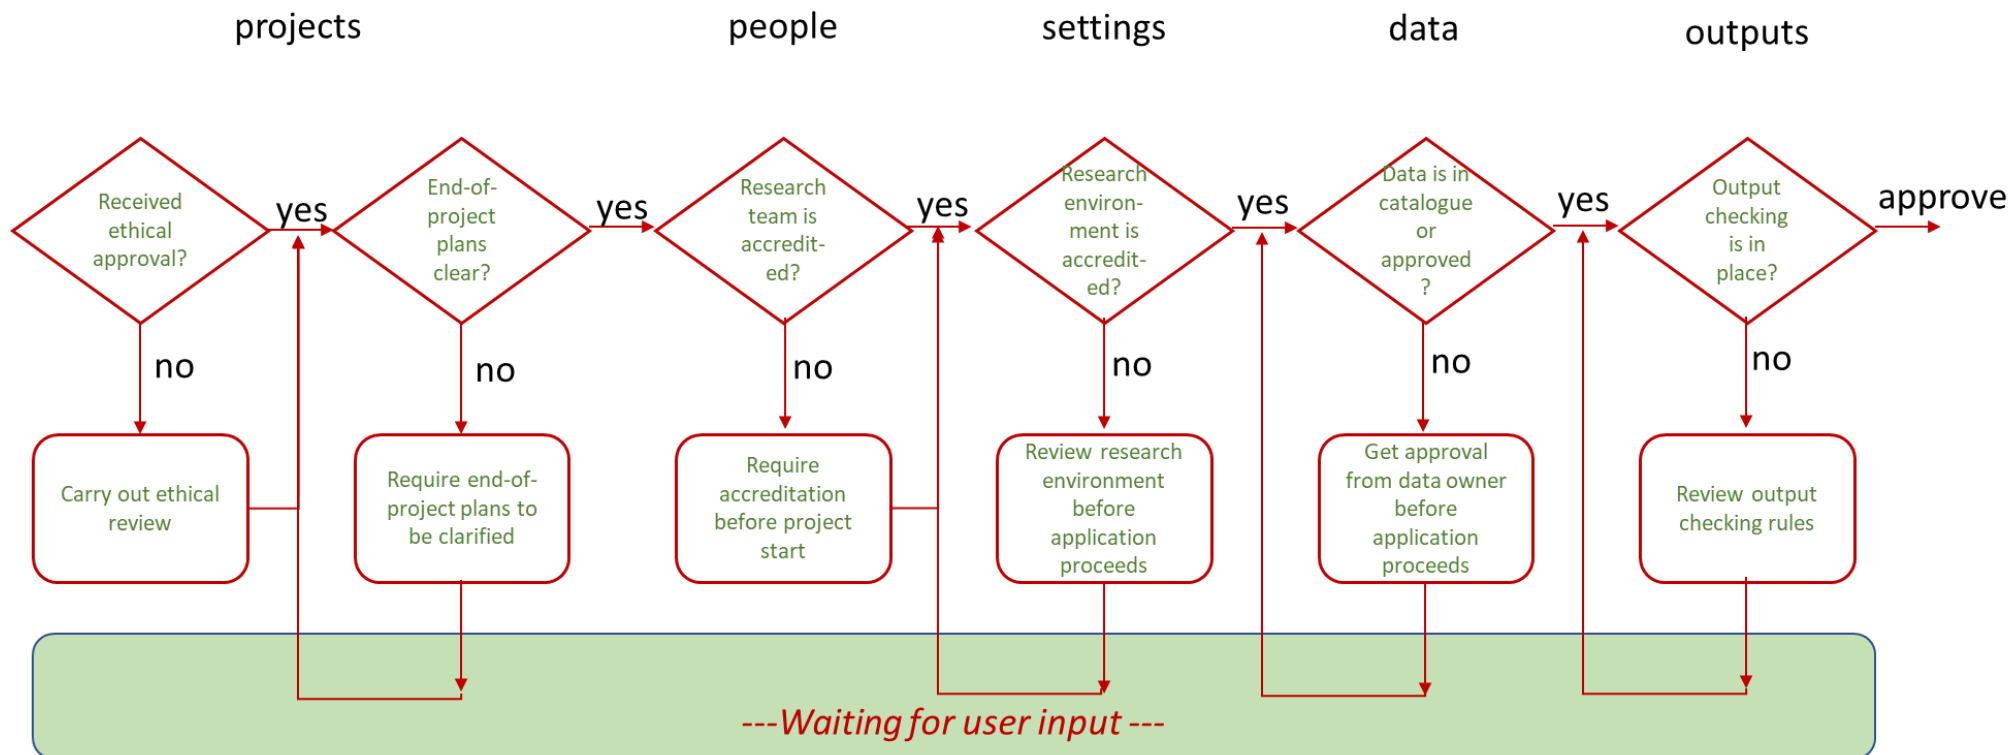 projects
people
settings
data
outputs
Received
ethical
approval?
yes
End-of-
project
plans
clear?
yes
Research
team is
accredit-
ed?
yes
Research
environ-
ment is
accredit-
ed?
yes
Data is in
catalogue
or
approved
?
yes
Output
checking
is in
place?
approve
no
no
no
no
no
no
Carry out ethical
review
Require end-of-
project plans to
be clarified
Require
accreditation
before project
start
Review research
environment
before
application
proceeds
Get approval
from data owner
before
application
proceeds
Review output
checking rules
---Waiting for user input ---